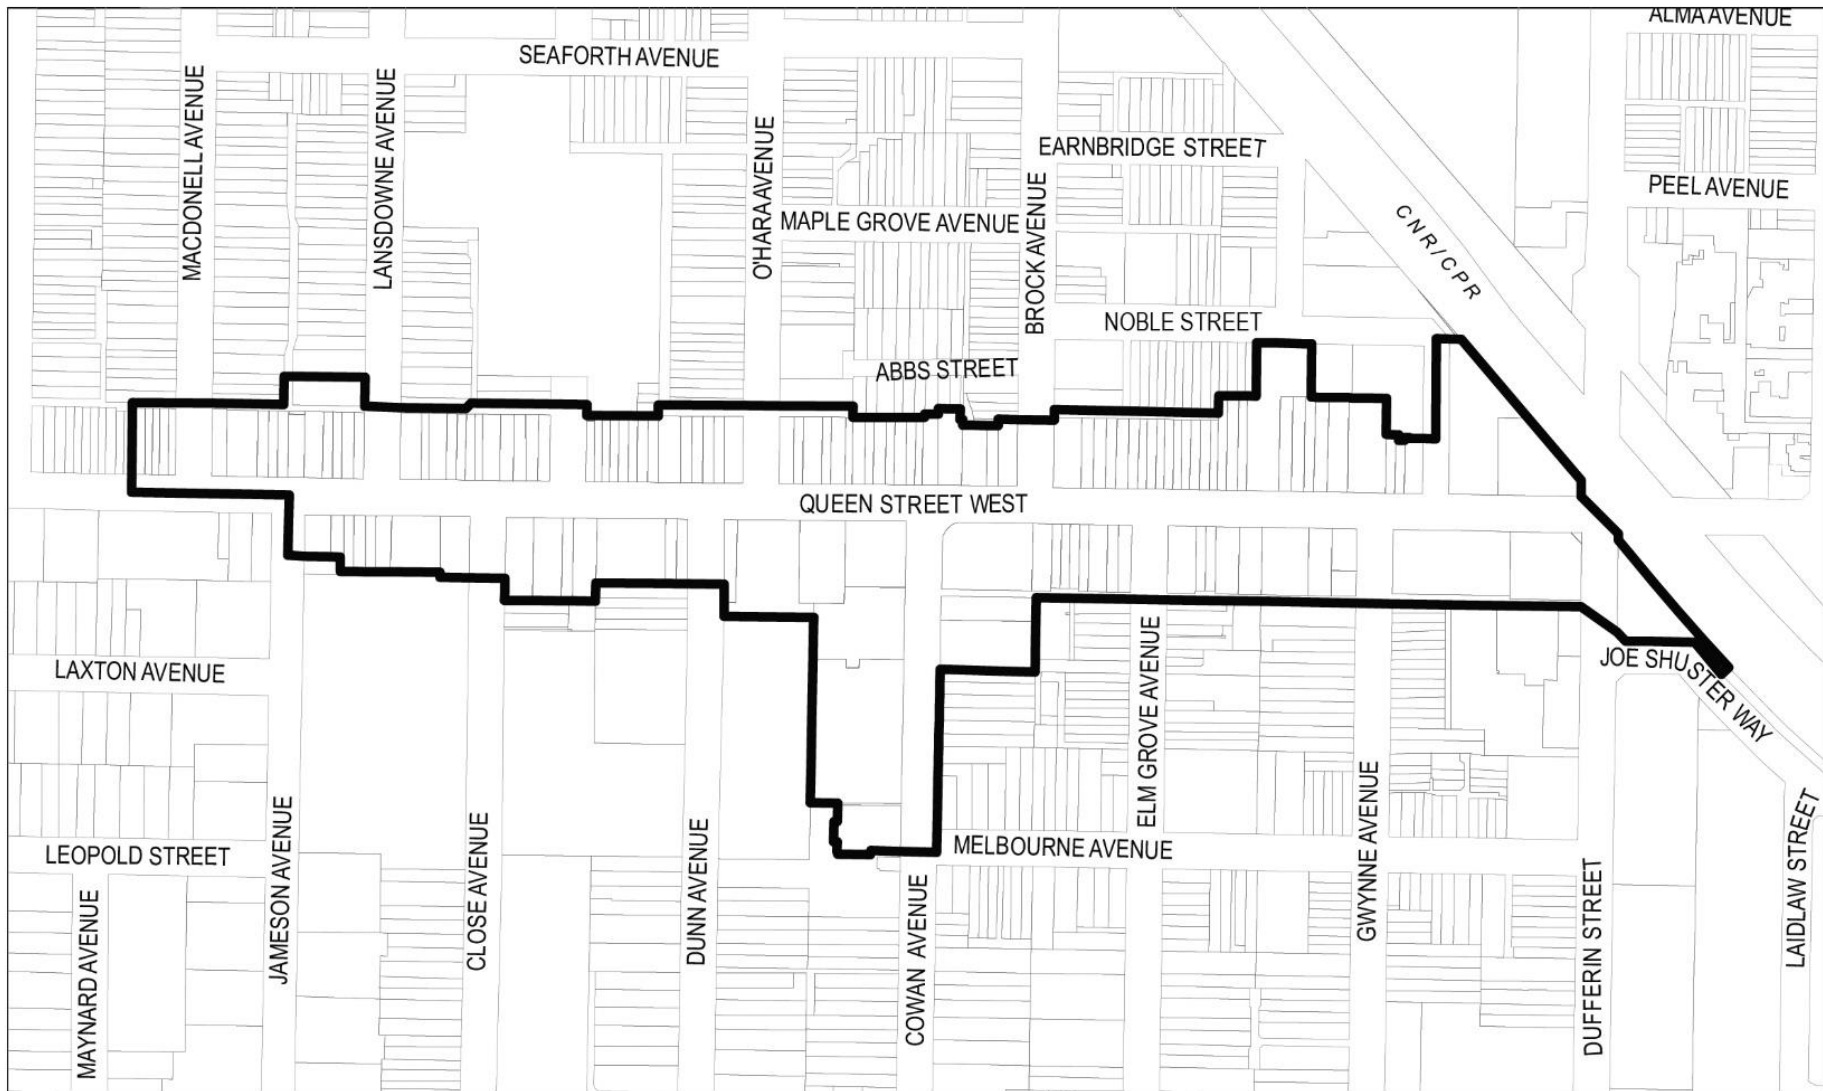 ALMA AVENUE
SEAFORTH AVENUE
MACDONELL AVENUE
LANSDOWNE AVENUE
O'HARA AVENUE
EARNBRIDGE STREET
PEEL AVENUE
MAPLE GROVE AVENUE
BROCK AVENUE
CNR/CPR
NOBLE STREET
ABBS STREET
QUEEN STREET WEST
LAXTON AVENUE
JOE SHUSTER WAY
ELM GROVE AVENUE
LEOPOLD STREET
MELBOURNE AVENUE
MAYNARD AVENUE
JAMESON AVENUE
CLOSE AVENUE
DUNN AVENUE
COWAN AVENUE
GWYNNE AVENUE
DUFFERIN STREET
LAIDLAW STREET